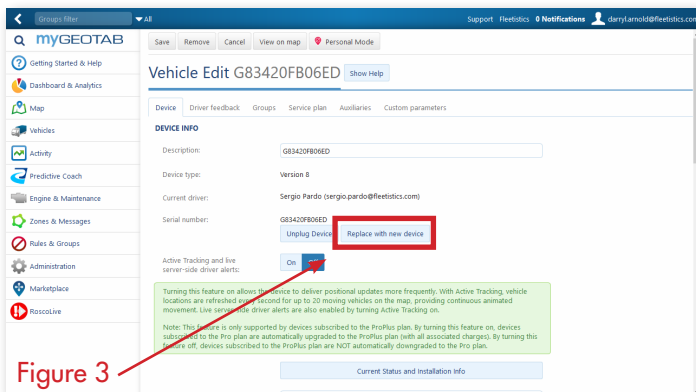 Groups filter
All
Support Fleetistics 0 Notifications darryl.arnold@fleetistics.com
myGEOTAB
Save Remove Cancel View on map Personal Mode
Getting Started & Help
Vehicle Edit G83420FB06ED Show Help
Dashboard & Analytics
Map
Device Driver feedback Groups Service plan Auxiliaries Custom parameters
Vehicles
DEVICE INFO
Activity
Description: G83420FB06ED
Predictive Coach
Device type: Version 8
Engine & Maintenance
Current driver: Sergio Pardo (sergio.pardo@fleetistics.com)
Zones & Messages
Serial number: G83420FB06ED
Unplug Device Replace with new device
Rules & Groups
Administration
Active Tracking and live
server-side driver alerts:
On
Marketplace
Turning this feature on allows the device to deliver positional updates more frequently. With Active Tracking, vehicle
locations are refreshed every second for up to 20 moving vehicles on the map, providing continuous animated
movement. Live server-side driver alerts are also enabled by turning Active Tracking on.
RoscoLive
Note: This feature is only supported by devices subscribed to the ProPlus plan. By turning this feature on, devices
subscribed to the Pro plan are automatically upgraded to the ProPlus plan (with all associated charges). By turning this
feature off, devices subscribed to the ProPlus plan are NOT automatically downgraded to the Pro plan.
Figure 3
Current Status and Installation Info